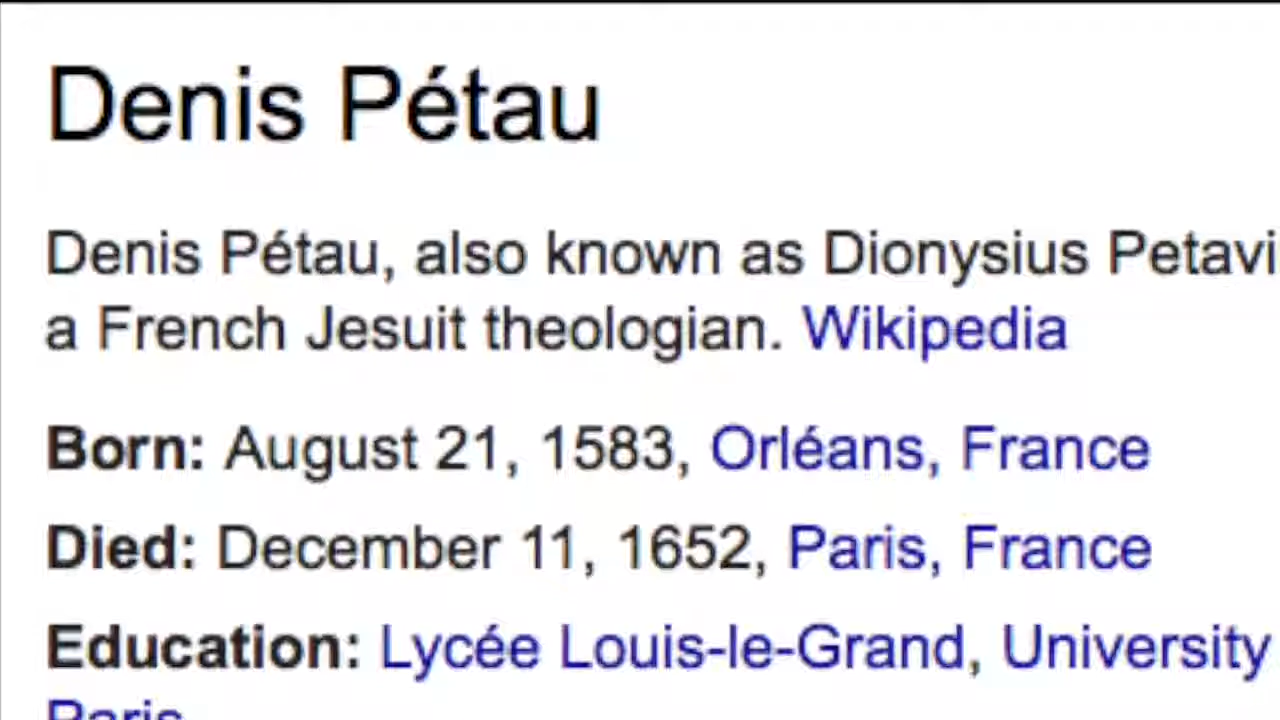 Denis Pétau
Denis Pétau, also known as Dionysius Petavi
a French Jesuit theologian. Wikipedia
Born: August 21, 1583, Orléans, France
Died: December 11, 1652, Paris, France
Education: Lycée Louis-le-Grand, University
Paris